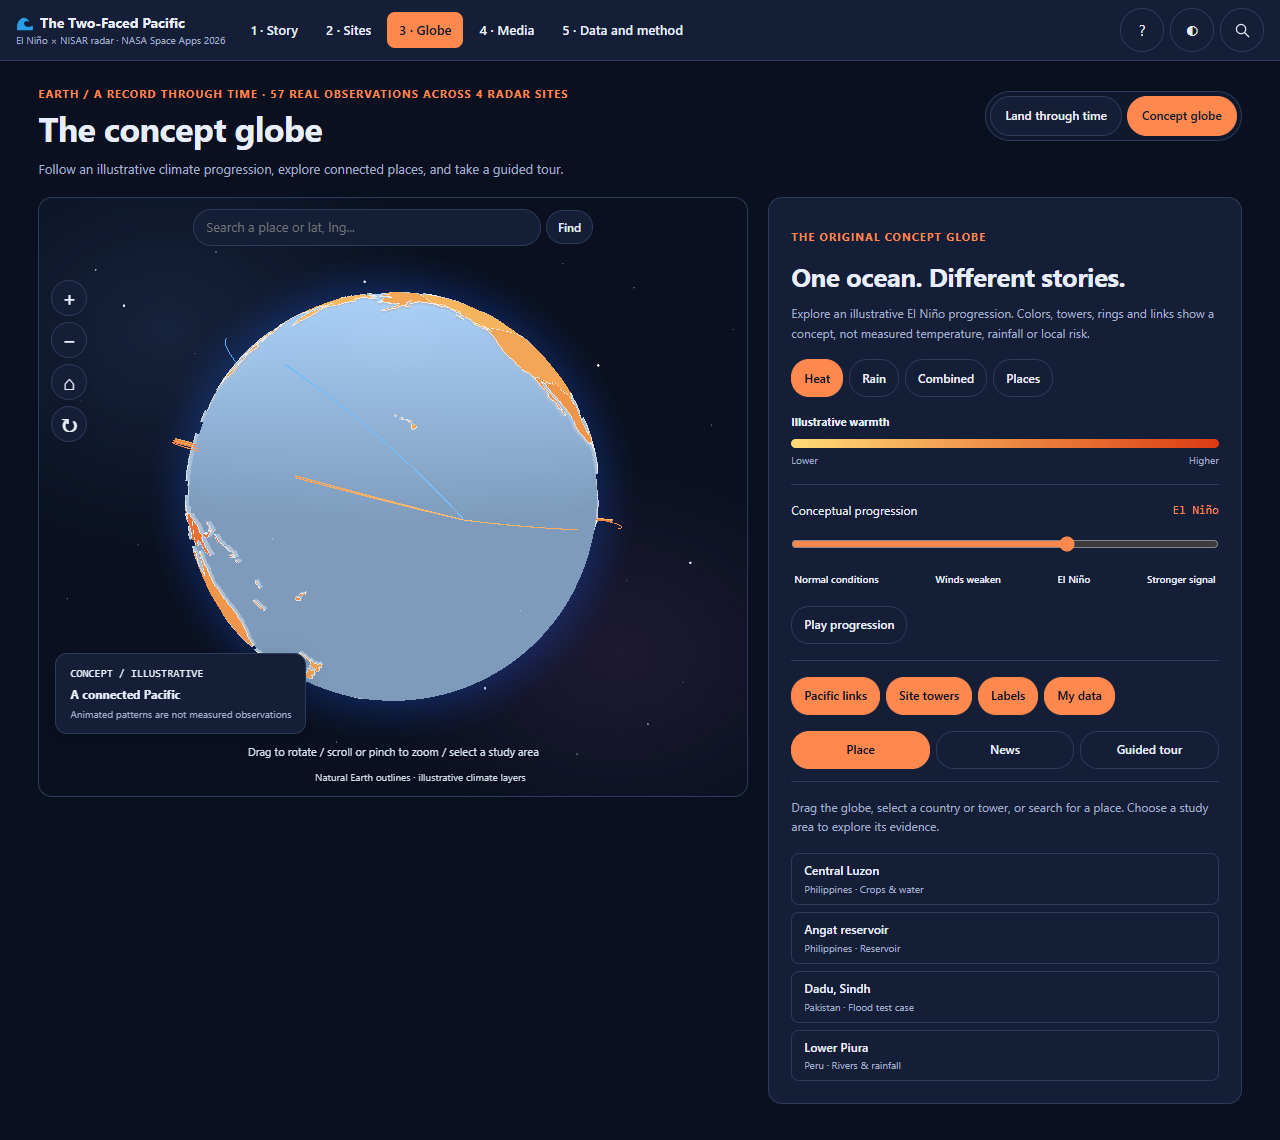 The Two-Faced Pacific
El Niño × NISAR radar · NASA Space Apps 2026
1 · Story
2 · Sites
3 · Globe
4 · Media
5 · Data and method
?
EARTH / A RECORD THROUGH TIME · 57 REAL OBSERVATIONS ACROSS 4 RADAR SITES
The concept globe
Follow an illustrative climate progression, explore connected places, and take a guided tour.
Land through time
Concept globe
Search a place or lat, lng...
Find
+
−
CONCEPT / ILLUSTRATIVE
A connected Pacific
Animated patterns are not measured observations
Drag to rotate / scroll or pinch to zoom / select a study area
Natural Earth outlines · illustrative climate layers
THE ORIGINAL CONCEPT GLOBE
One ocean. Different stories.
Explore an illustrative El Niño progression. Colors, towers, rings and links show a
concept, not measured temperature, rainfall or local risk.
Heat
Rain
Combined
Places
Illustrative warmth
Lower
Higher
Conceptual progression
El Niño
Normal conditions
Winds weaken
El Niño
Stronger signal
Play progression
Pacific links
Site towers
Labels
My data
Place
News
Guided tour
Drag the globe, select a country or tower, or search for a place. Choose a study
area to explore its evidence.
Central Luzon
Philippines · Crops & water
Angat reservoir
Philippines · Reservoir
Dadu, Sindh
Pakistan · Flood test case
Lower Piura
Peru · Rivers & rainfall